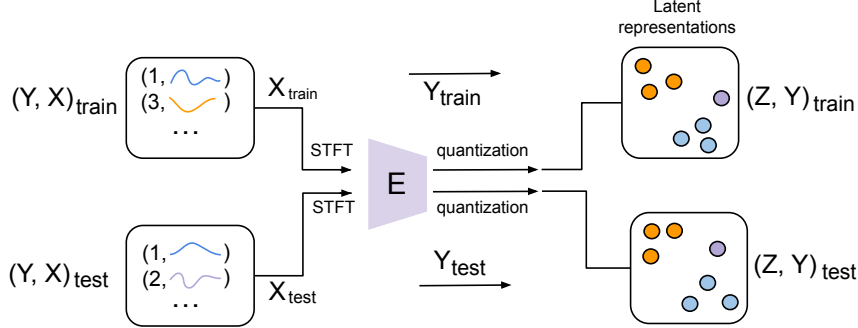 Latent
representations
(Y, X)train
(1, )
(3, )
...
Xtrain
Ytrain
(Z, Y)train
STFT
quantization
E
STFT
quantization
(Y, X)test
(1, )
(2, )
...
Xtest
Ytest
(Z, Y)test